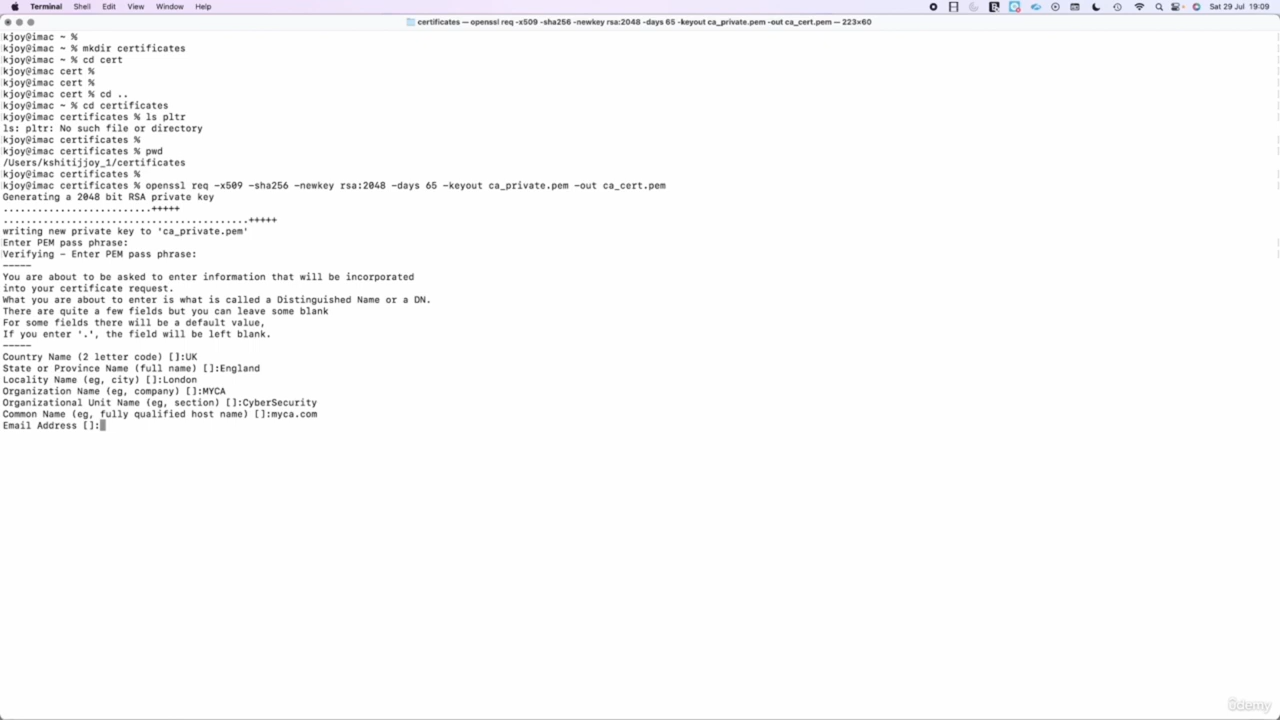 Terminal Shell Edit View Window Help Sat 29 Jul 19:09
certificates — openssl req -x509 -sha256 -newkey rsa:2048 -days 65 -keyout ca_private.pem -out ca_cert.pem — 223×60
kjoy@imac ~ %
kjoy@imac ~ % mkdir certificates
kjoy@imac ~ % cd cert
kjoy@imac cert %
kjoy@imac cert %
kjoy@imac cert % cd ..
kjoy@imac ~ % cd certificates
kjoy@imac certificates % ls pltr
ls: pltr: No such file or directory
kjoy@imac certificates %
kjoy@imac certificates % pwd
/Users/kshitijjoy_1/certificates
kjoy@imac certificates %
kjoy@imac certificates % openssl req -x509 -sha256 -newkey rsa:2048 -days 65 -keyout ca_private.pem -out ca_cert.pem
Generating a 2048 bit RSA private key
..........................+++++
...........................................+++++
writing new private key to 'ca_private.pem'
Enter PEM pass phrase:
Verifying - Enter PEM pass phrase:
-----
You are about to be asked to enter information that will be incorporated
into your certificate request.
What you are about to enter is what is called a Distinguished Name or a DN.
There are quite a few fields but you can leave some blank
For some fields there will be a default value,
If you enter '.', the field will be left blank.
-----
Country Name (2 letter code) []:UK
State or Province Name (full name) []:England
Locality Name (eg, city) []:London
Organization Name (eg, company) []:MYCA
Organizational Unit Name (eg, section) []:CyberSecurity
Common Name (eg, fully qualified host name) []:myca.com
Email Address []:
ûdemy